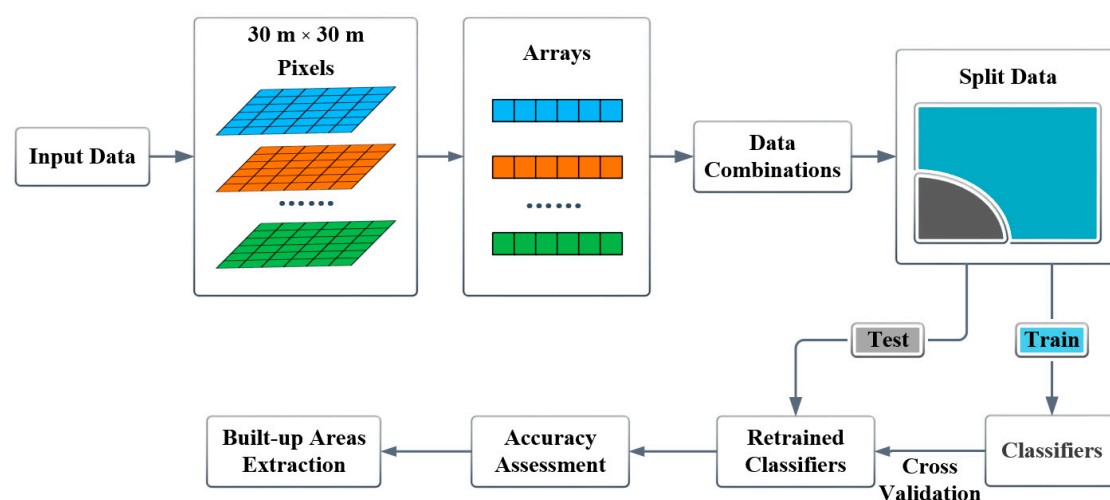 Input Data
30 m × 30 m
Pixels
Arrays
Data
Combinations
Split Data
Test
Train
Classifiers
Cross
Validation
Retrained
Classifiers
Accuracy
Assessment
Built-up Areas
Extraction